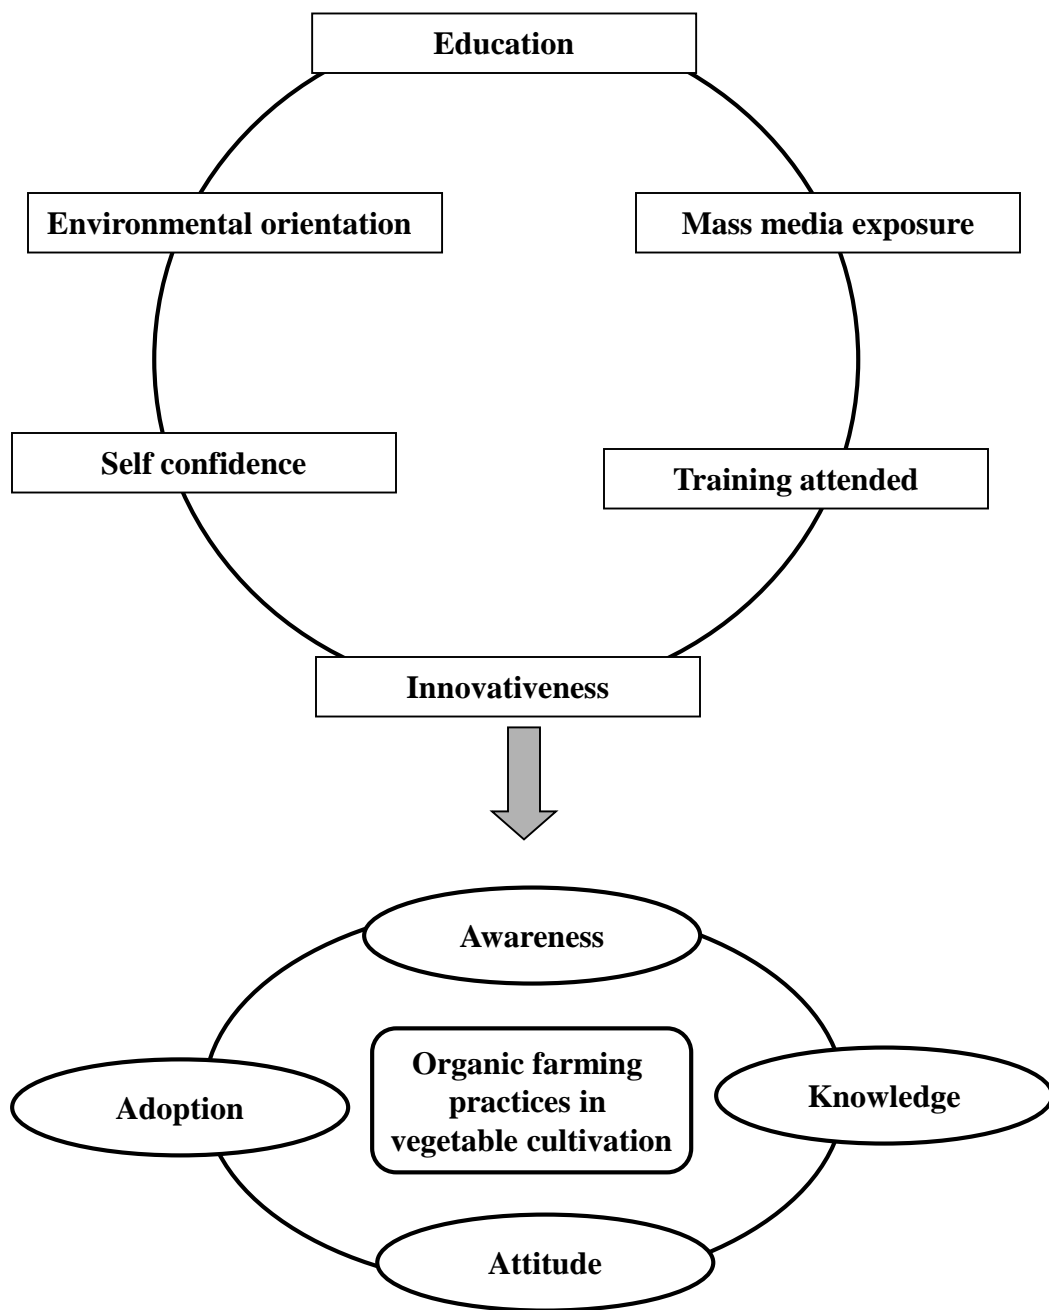 Education
Environmental orientation
Mass media exposure
Self confidence
Training attended
Innovativeness
Awareness
Organic farming
practices in
vegetable cultivation
Adoption
Knowledge
Attitude